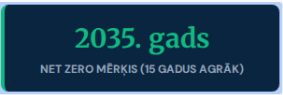 2035. gads
NET ZERO MĒRĶIS (15 GADUS AGRĀK)